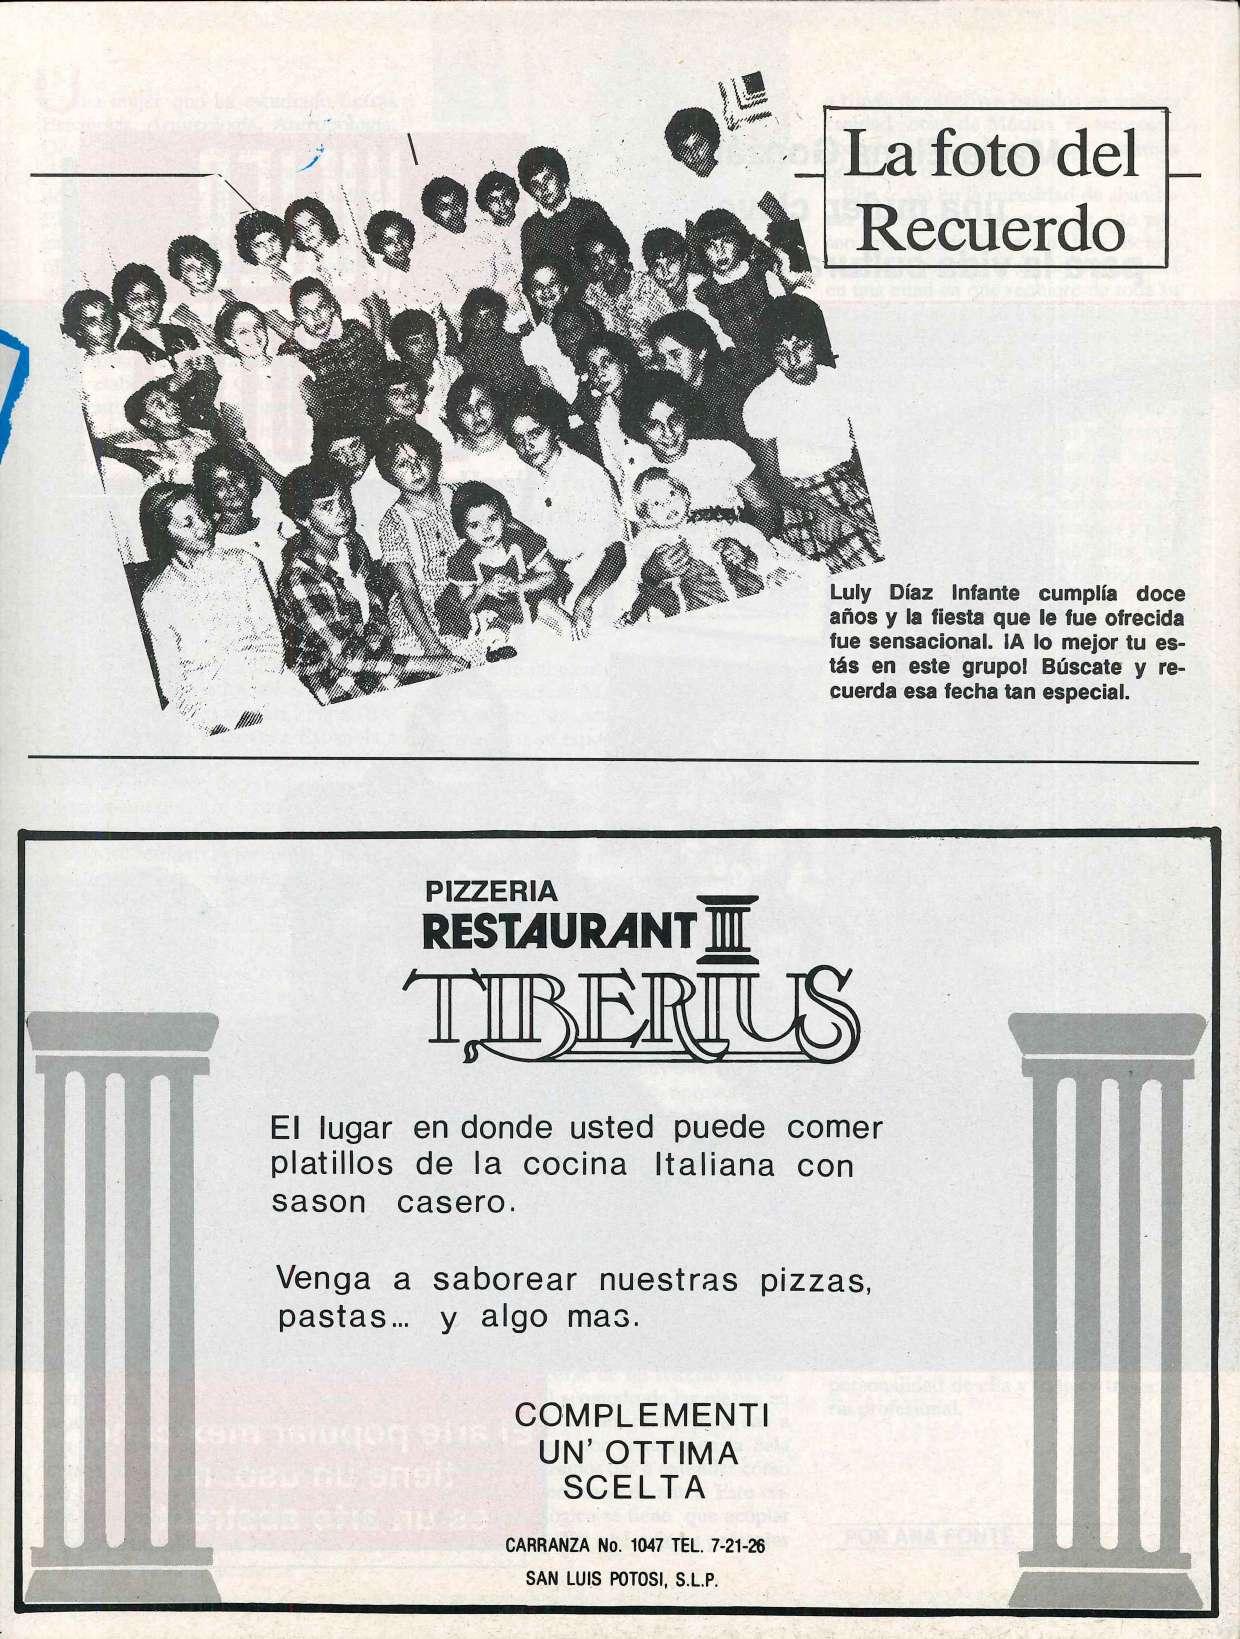 La foto del
Recuerdo
Luly Díaz Infante cumplía doce
años y la fiesta que le fue ofrecida
fue sensacional. ¡A lo mejor tu es-
tás en este grupo! Búscate y re-
cuerda esa fecha tan especial.
PIZZERIA
RESTAURANT
TIBERIUS
El lugar en donde usted puede comer
platillos de la cocina Italiana con
sason casero.
Venga a saborear nuestras pizzas,
pastas... y algo mas.
COMPLEMENTI
UN' OTTIMA
SCELTA
CARRANZA No. 1047 TEL. 7-21-26
SAN LUIS POTOSI, S.L.P.